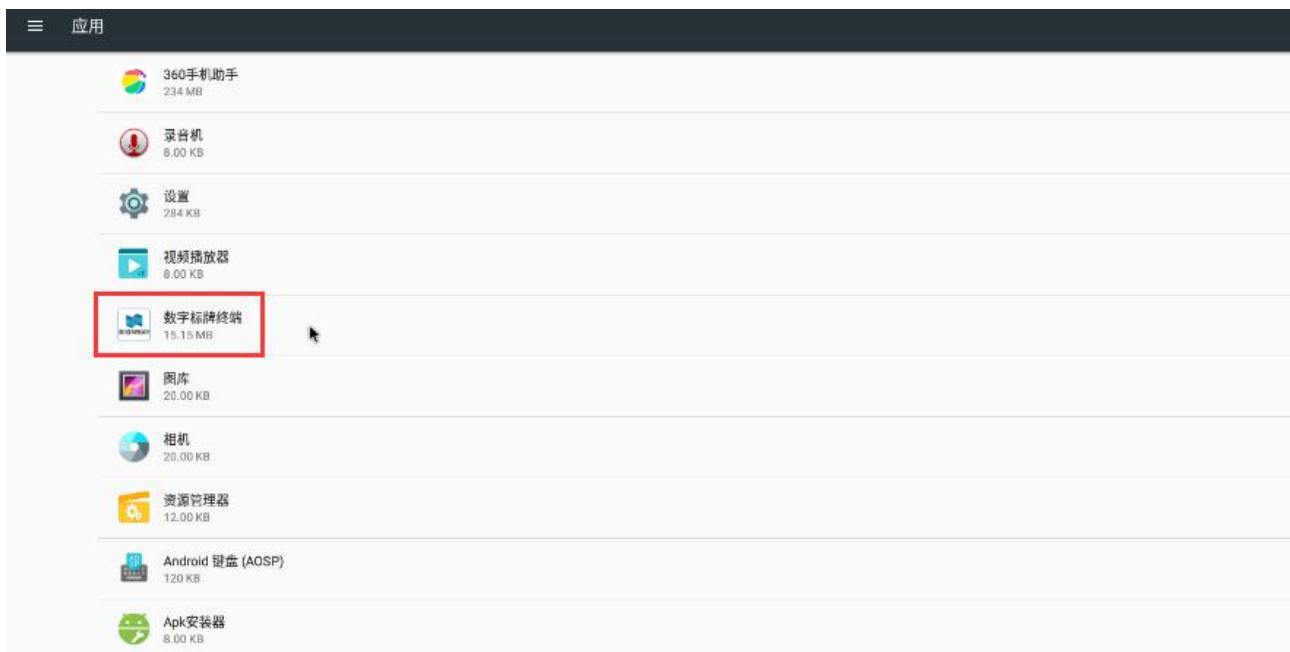 应用
360手机助手
234 MB
录音机
8.00 KB
设置
284 KB
视频播放器
8.00 KB
数字标牌终端
15.15 MB
图库
20.00 KB
相机
20.00 KB
资源管理器
12.00 KB
Android 键盘 (AOSP)
120 KB
Apk安装器
8.00 KB